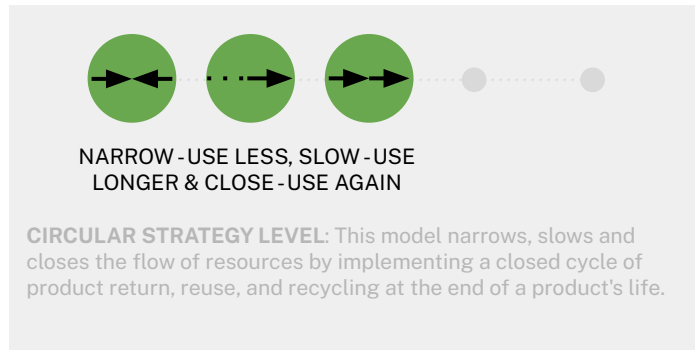 NARROW - USE LESS, SLOW - USE
LONGER & CLOSE - USE AGAIN
CIRCULAR STRATEGY LEVEL: This model narrows, slows and
closes the flow of resources by implementing a closed cycle of
product return, reuse, and recycling at the end of a product's life.